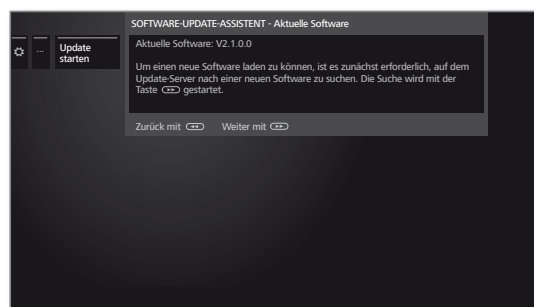 SOFTWARE-UPDATE-ASSISTENT - Aktuelle Software
...
Update
starten
Aktuelle Software: V2.1.0.0
Um einen neue Software laden zu können, ist es zunächst erforderlich, auf dem
Update-Server nach einer neuen Software zu suchen. Die Suche wird mit der
Taste gestartet.
Zurück mit Weiter mit